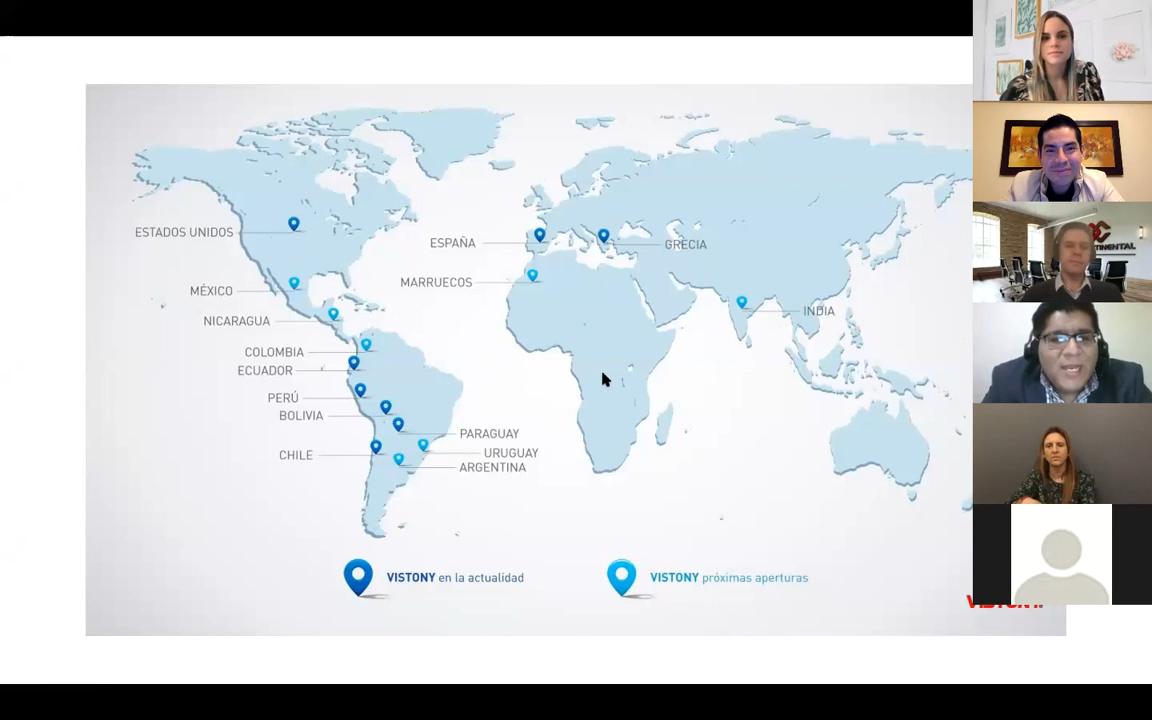 ESTADOS UNIDOS
ESPAÑA
GRECIA
MÉXICO
MARRUECOS
NICARAGUA
INDIA
COLOMBIA
ECUADOR
PERÚ
BOLIVIA
PARAGUAY
CHILE
URUGUAY
ARGENTINA
VISTONY en la actualidad
VISTONY próximas aperturas